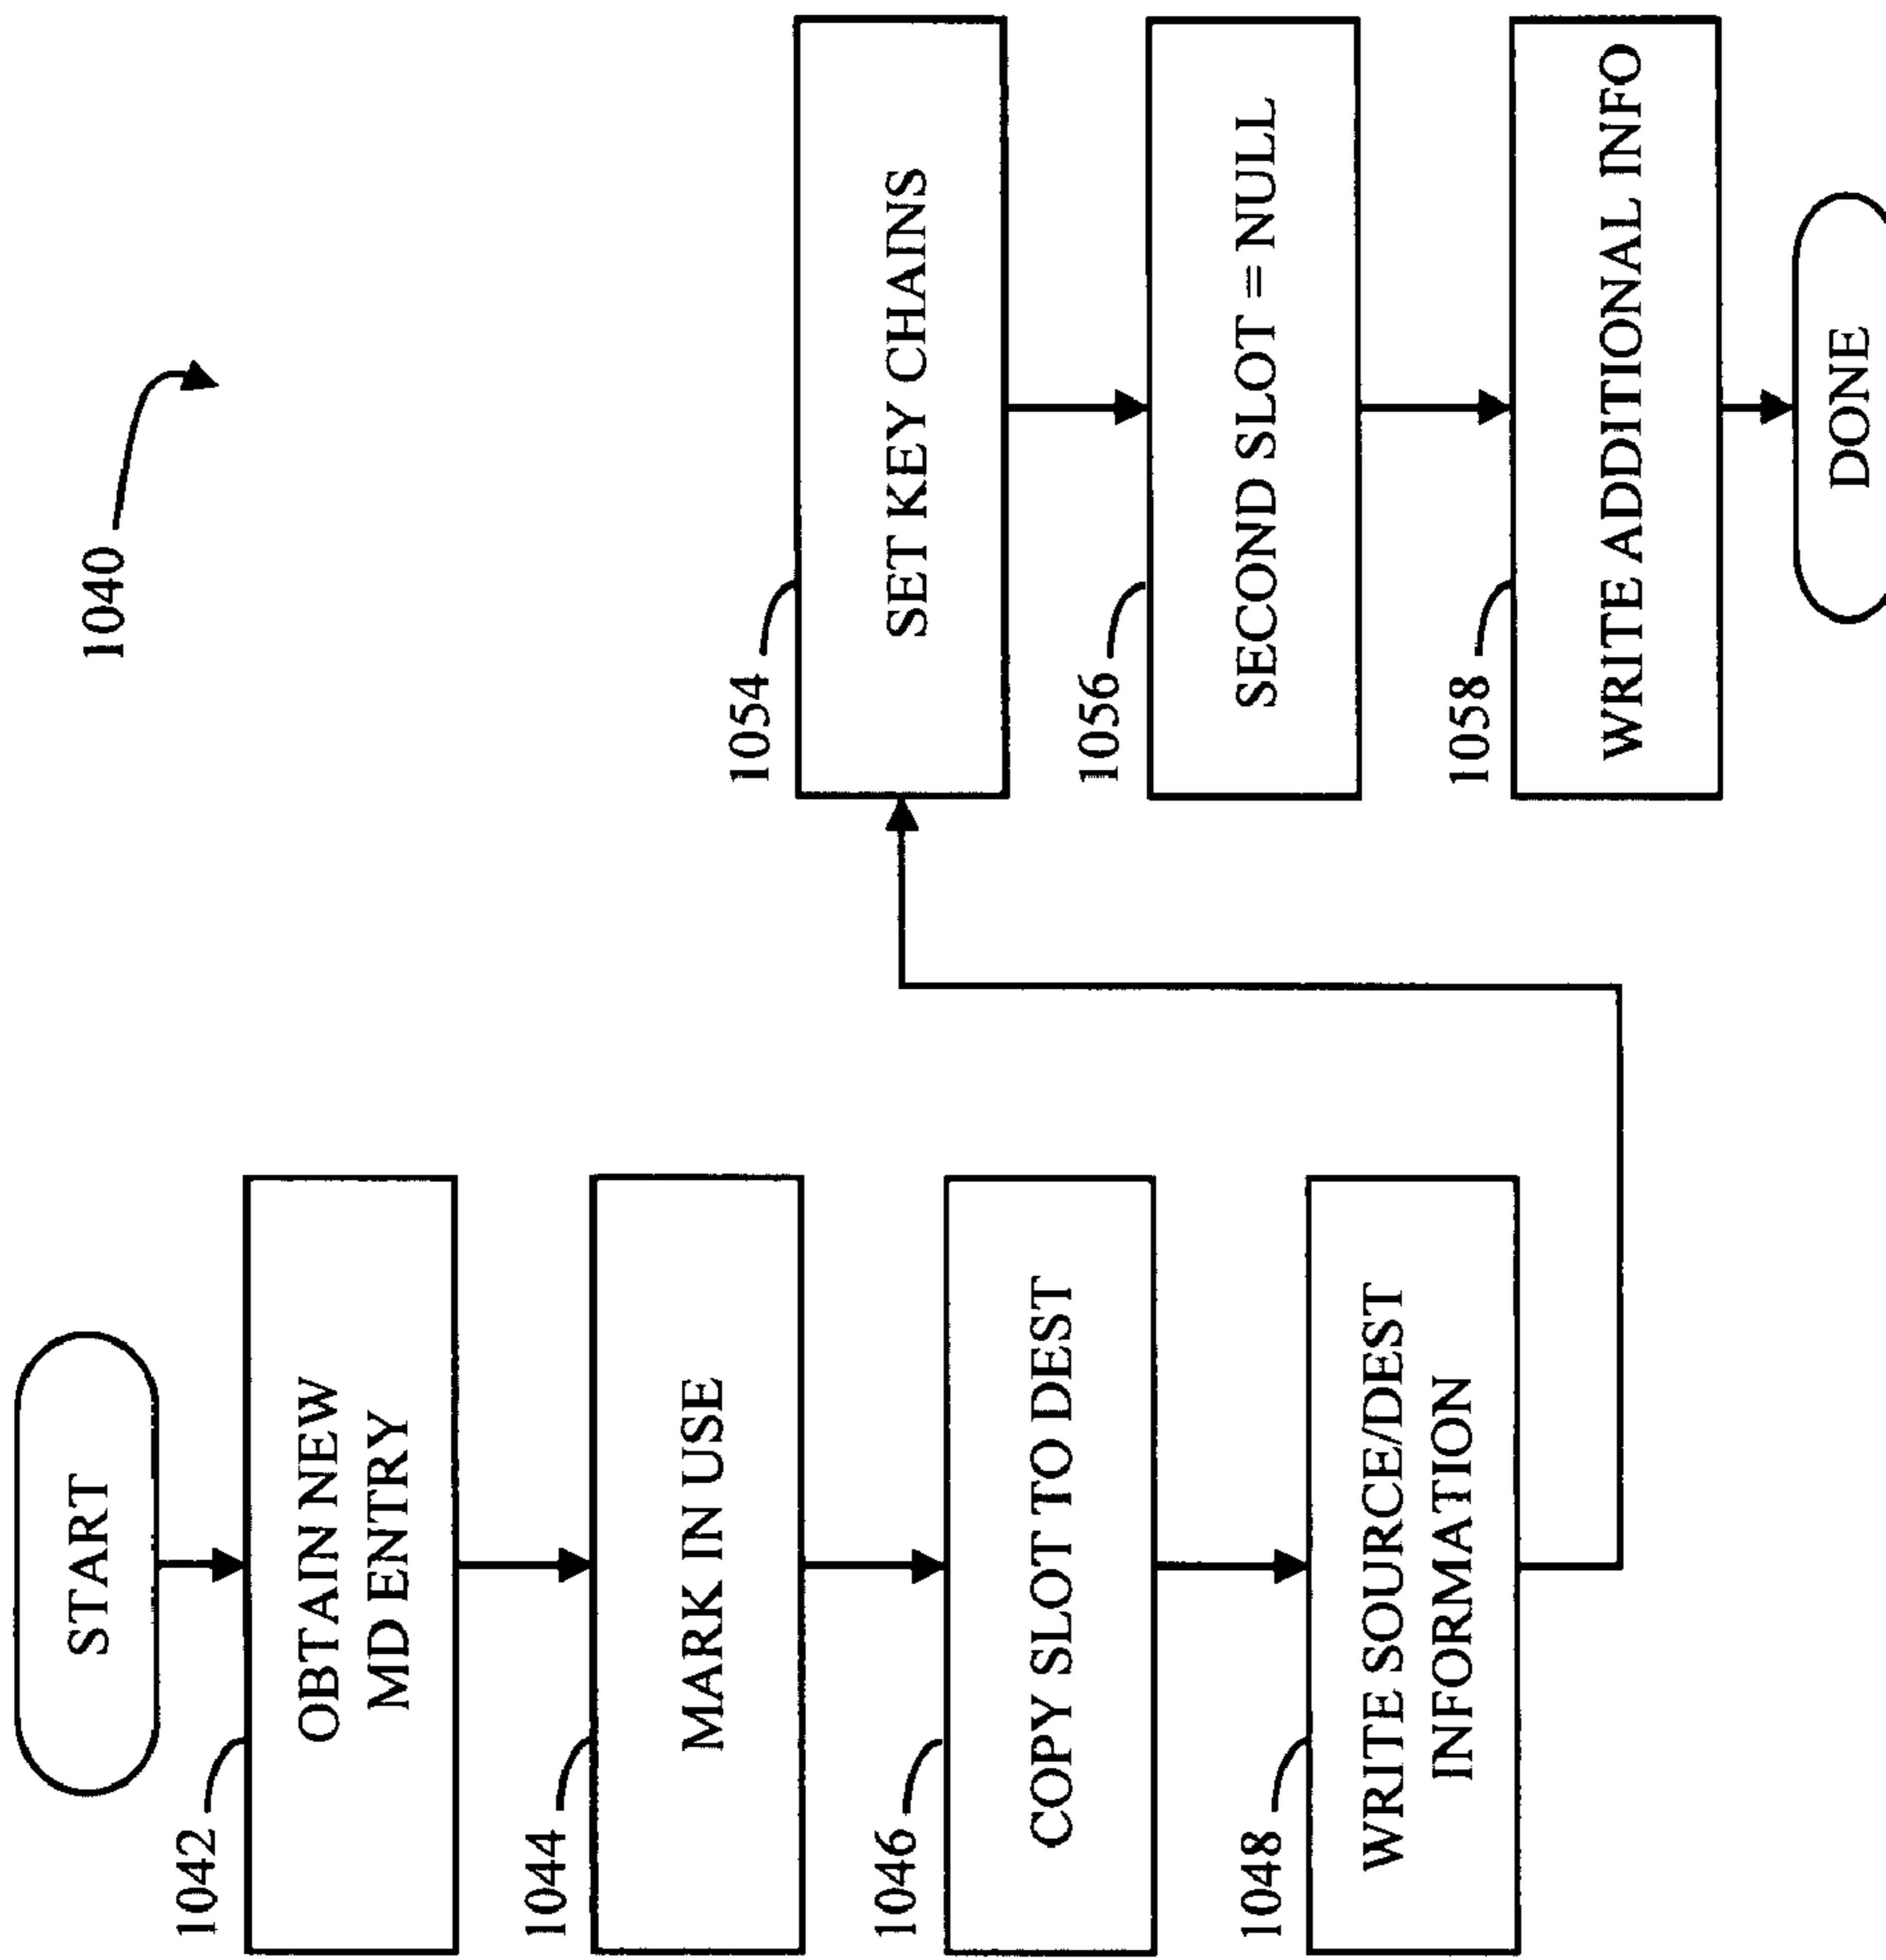 1040
START
1042
OBTAIN NEW
MD ENTRY
1044
MARK IN USE
1046
COPY SLOT TO DEST
1048
WRITE SOURCE/DEST
INFORMATION
1054
SET KEY CHAINS
1056
SECOND SLOT = NULL
1058
WRITE ADDITIONAL INFO
DONE